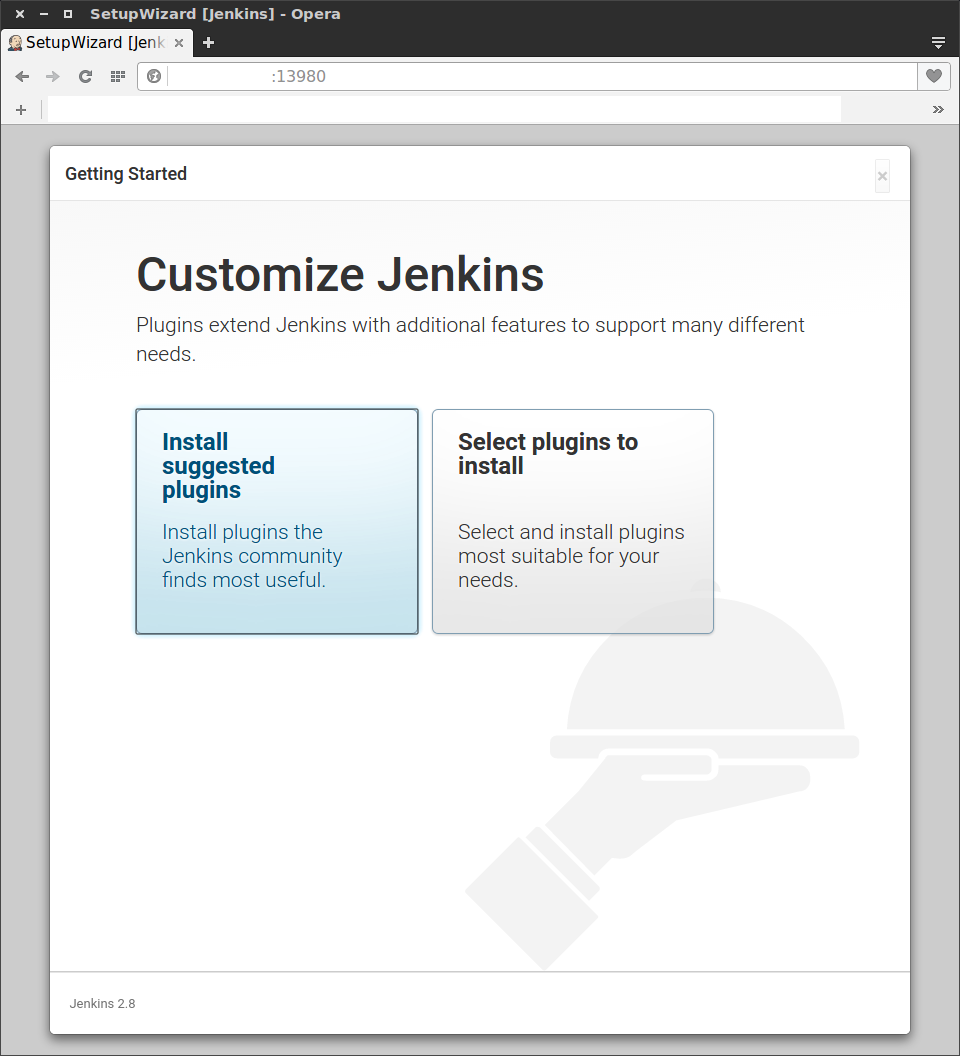 SetupWizard [Jenkins] - Opera
SetupWizard [Jenk
:13980
Getting Started
Customize Jenkins
Plugins extend Jenkins with additional features to support many different
needs.
Install
suggested
plugins
Install plugins the
Jenkins community
finds most useful.
Select plugins to
install
Select and install plugins
most suitable for your
needs.
Jenkins 2.8